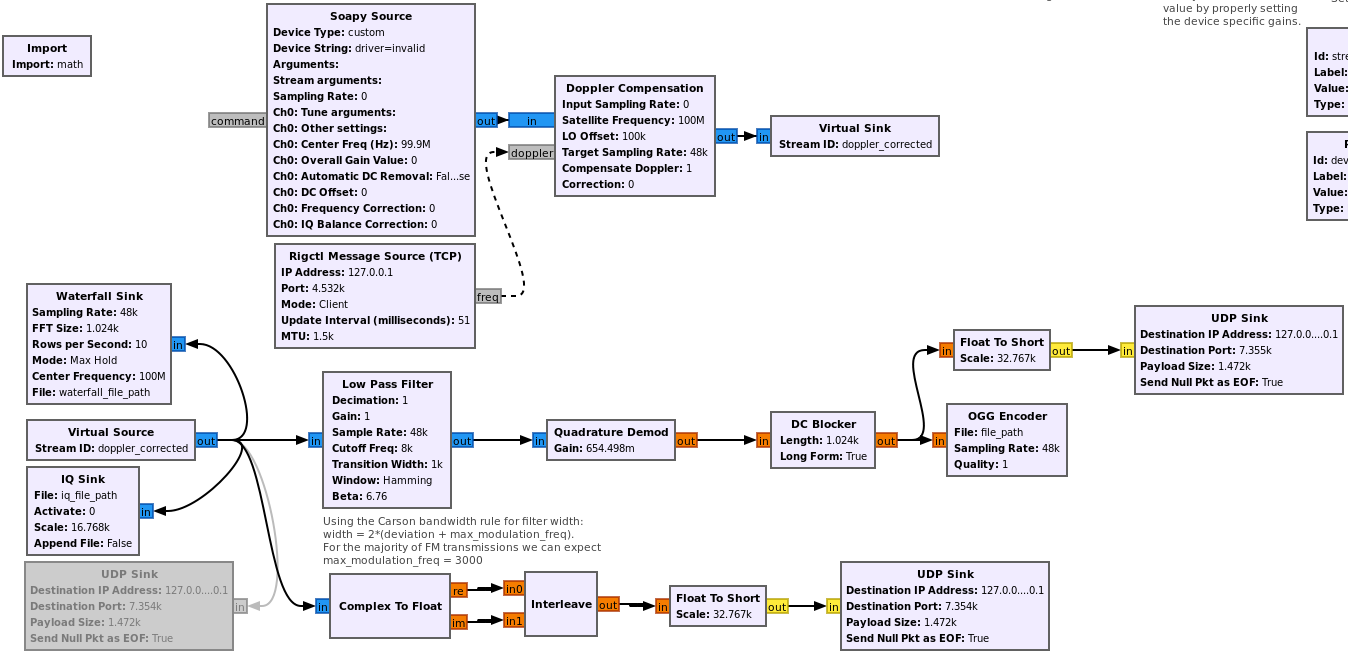 value by properly setting
the device specific gains.
Import
Import: math
Soapy Source
Device Type: custom
Device String: driver=invalid
Arguments:
Stream arguments:
Sampling Rate: 0
Ch0: Tune arguments:
Ch0: Other settings:
Ch0: Center Freq (Hz): 99.9M
Ch0: Overall Gain Value: 0
Ch0: Automatic DC Removal: Fal...se
Ch0: DC Offset: 0
Ch0: Frequency Correction: 0
Ch0: IQ Balance Correction: 0
command
out
in
doppler
Doppler Compensation
Input Sampling Rate: 0
Satellite Frequency: 100M
LO Offset: 100k
Target Sampling Rate: 48k
Compensate Doppler: 1
Correction: 0
out
in
Virtual Sink
Stream ID: doppler_corrected
Id: stre
Label:
Value:
Type:
Id: dev
Label:
Value:
Type:
Rigctl Message Source (TCP)
IP Address: 127.0.0.1
Port: 4.532k
Mode: Client
Update Interval (milliseconds): 51
MTU: 1.5k
freq
Waterfall Sink
Sampling Rate: 48k
FFT Size: 1.024k
Rows per Second: 10
Mode: Max Hold
Center Frequency: 100M
File: waterfall_file_path
in
Virtual Source
Stream ID: doppler_corrected
out
IQ Sink
File: iq_file_path
Activate: 0
Scale: 16.768k
Append File: False
in
UDP Sink
Destination IP Address: 127.0.0....0.1
Destination Port: 7.354k
Payload Size: 1.472k
Send Null Pkt as EOF: True
in
in
Low Pass Filter
Decimation: 1
Gain: 1
Sample Rate: 48k
Cutoff Freq: 8k
Transition Width: 1k
Window: Hamming
Beta: 6.76
out
Using the Carson bandwidth rule for filter width:
width = 2*(deviation + max_modulation_freq).
For the majority of FM transmissions we can expect
max_modulation_freq = 3000
in
Quadrature Demod
Gain: 654.498m
out
in
DC Blocker
Length: 1.024k
Long Form: True
out
in
Float To Short
Scale: 32.767k
out
in
UDP Sink
Destination IP Address: 127.0.0....0.1
Destination Port: 7.355k
Payload Size: 1.472k
Send Null Pkt as EOF: True
in
OGG Encoder
File: file_path
Sampling Rate: 48k
Quality: 1
in
Complex To Float
re
im
in0
in1
Interleave
out
in
Float To Short
Scale: 32.767k
out
in
UDP Sink
Destination IP Address: 127.0.0....0.1
Destination Port: 7.354k
Payload Size: 1.472k
Send Null Pkt as EOF: True